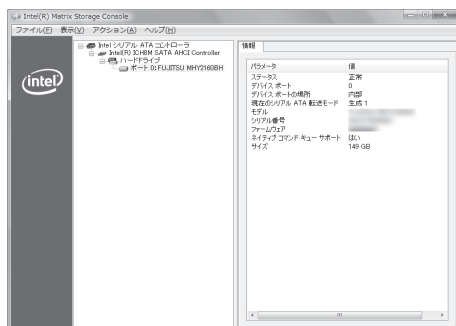 Intel(R) Matrix Storage Console
ファイル(F) 表示(V) アクション(A) ヘルプ(H)
intel
Intel シリアル ATA コントローラ
Intel(R) ICH8M SATA AHCI Controller
ハードドライブ
ポート 0: FUJITSU MHY2160BH
情報
パラメータ 値
ステータス 正常
デバイス ポート 0
デバイス ポートの場所 内部
現在のシリアル ATA 転送モード 生成 1
モデル
シリアル番号
ファームウェア
ネイティブ コマンド キュー サポート はい
サイズ 149 GB